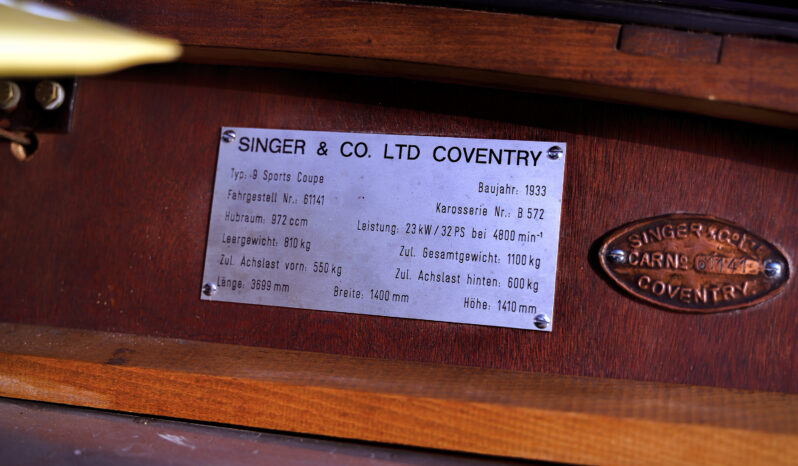 SINGER & CO. LTD COVENTRY
Typ: 9 Sports Coupe Baujahr: 1933
Fahrgestell Nr.: 61141 Karosserie Nr.: B 572
Hubraum: 972 ccm Leistung: 23 kW / 32 PS bei 4800 min⁻¹
Leergewicht: 810 kg Zul. Gesamtgewicht: 1100 kg
Zul. Achslast vorn: 550 kg Zul. Achslast hinten: 600 kg
Länge: 3699 mm Breite: 1400 mm Höhe: 1410 mm
SINGER & Co. Ltd.
CAR No. 61141
COVENTRY.